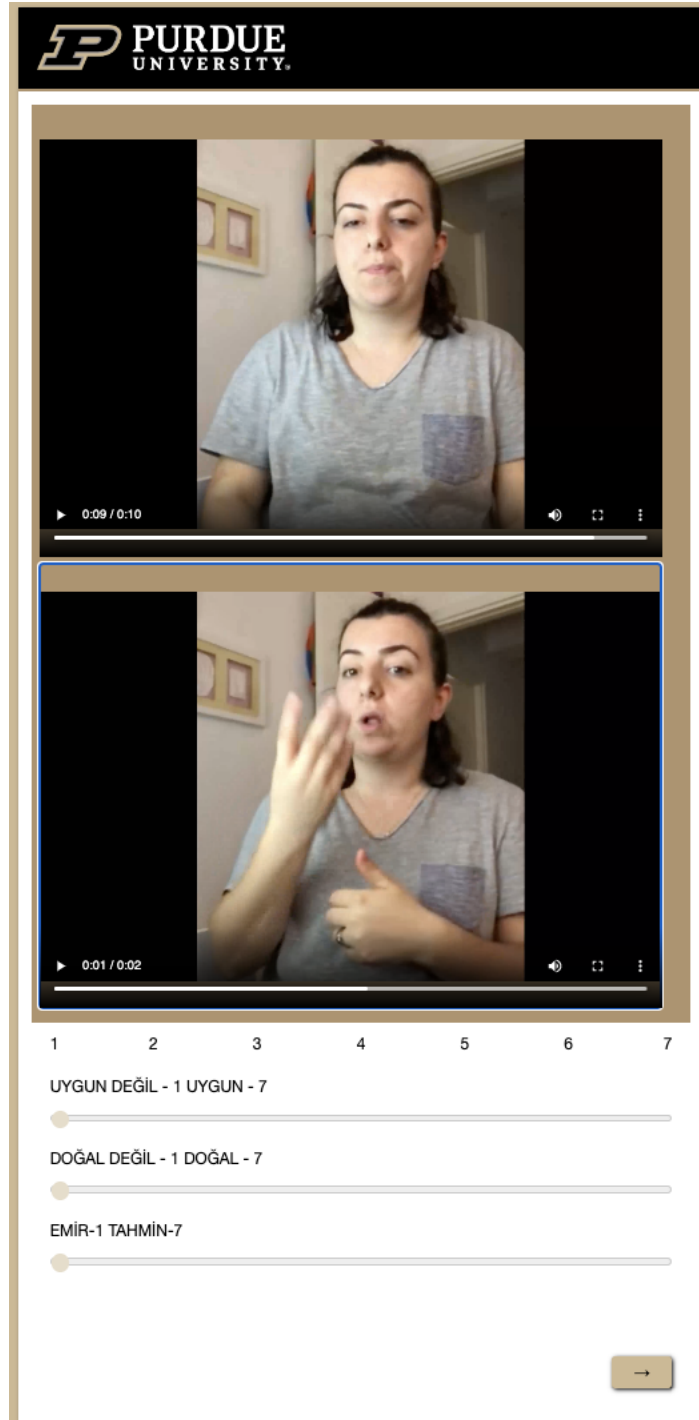 PURDUE
UNIVERSITY®
0:09 / 0:10
0:01 / 0:02
1 2 3 4 5 6 7
UYGUN DEĞİL - 1 UYGUN - 7
DOĞAL DEĞİL - 1 DOĞAL - 7
EMİR-1 TAHMİN-7
→